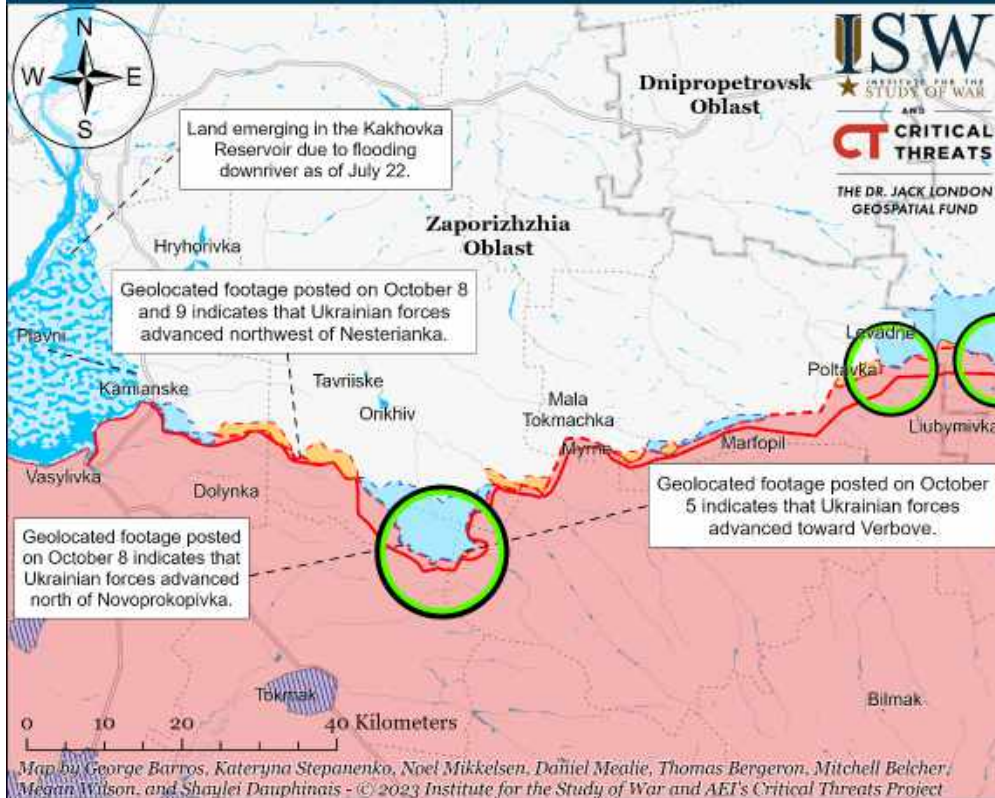 N
W E
S
ISW
INSTITUTE FOR THE
STUDY OF WAR
AND
CT CRITICAL
THREATS
THE DR. JACK LONDON
GEOSPATIAL FUND
Dnipropetrovsk
Oblast
Land emerging in the Kakhovka
Reservoir due to flooding
downriver as of July 22.
Zaporizhzhia
Oblast
Hryhorivka
Geolocated footage posted on October 8
and 9 indicates that Ukrainian forces
advanced northwest of Nesterianka.
Plavni
Levadne
Poltavka
Kamianske
Tavriiske
Orikhiv
Mala
Tokmachka
Myrne
Marfopil
Liubymivka
Vasylivka
Dolynka
Geolocated footage posted on October
5 indicates that Ukrainian forces
advanced toward Verbove.
Geolocated footage posted
on October 8 indicates that
Ukrainian forces advanced
north of Novoprokopivka.
Tokmak
Bilmak
0 10 20 40 Kilometers
Map by George Barros, Kateryna Stepanenko, Noel Mikkelsen, Daniel Mealie, Thomas Bergeron, Mitchell Belcher,
Megan Wilson, and Shaylei Dauphinais - © 2023 Institute for the Study of War and AEI's Critical Threats Project